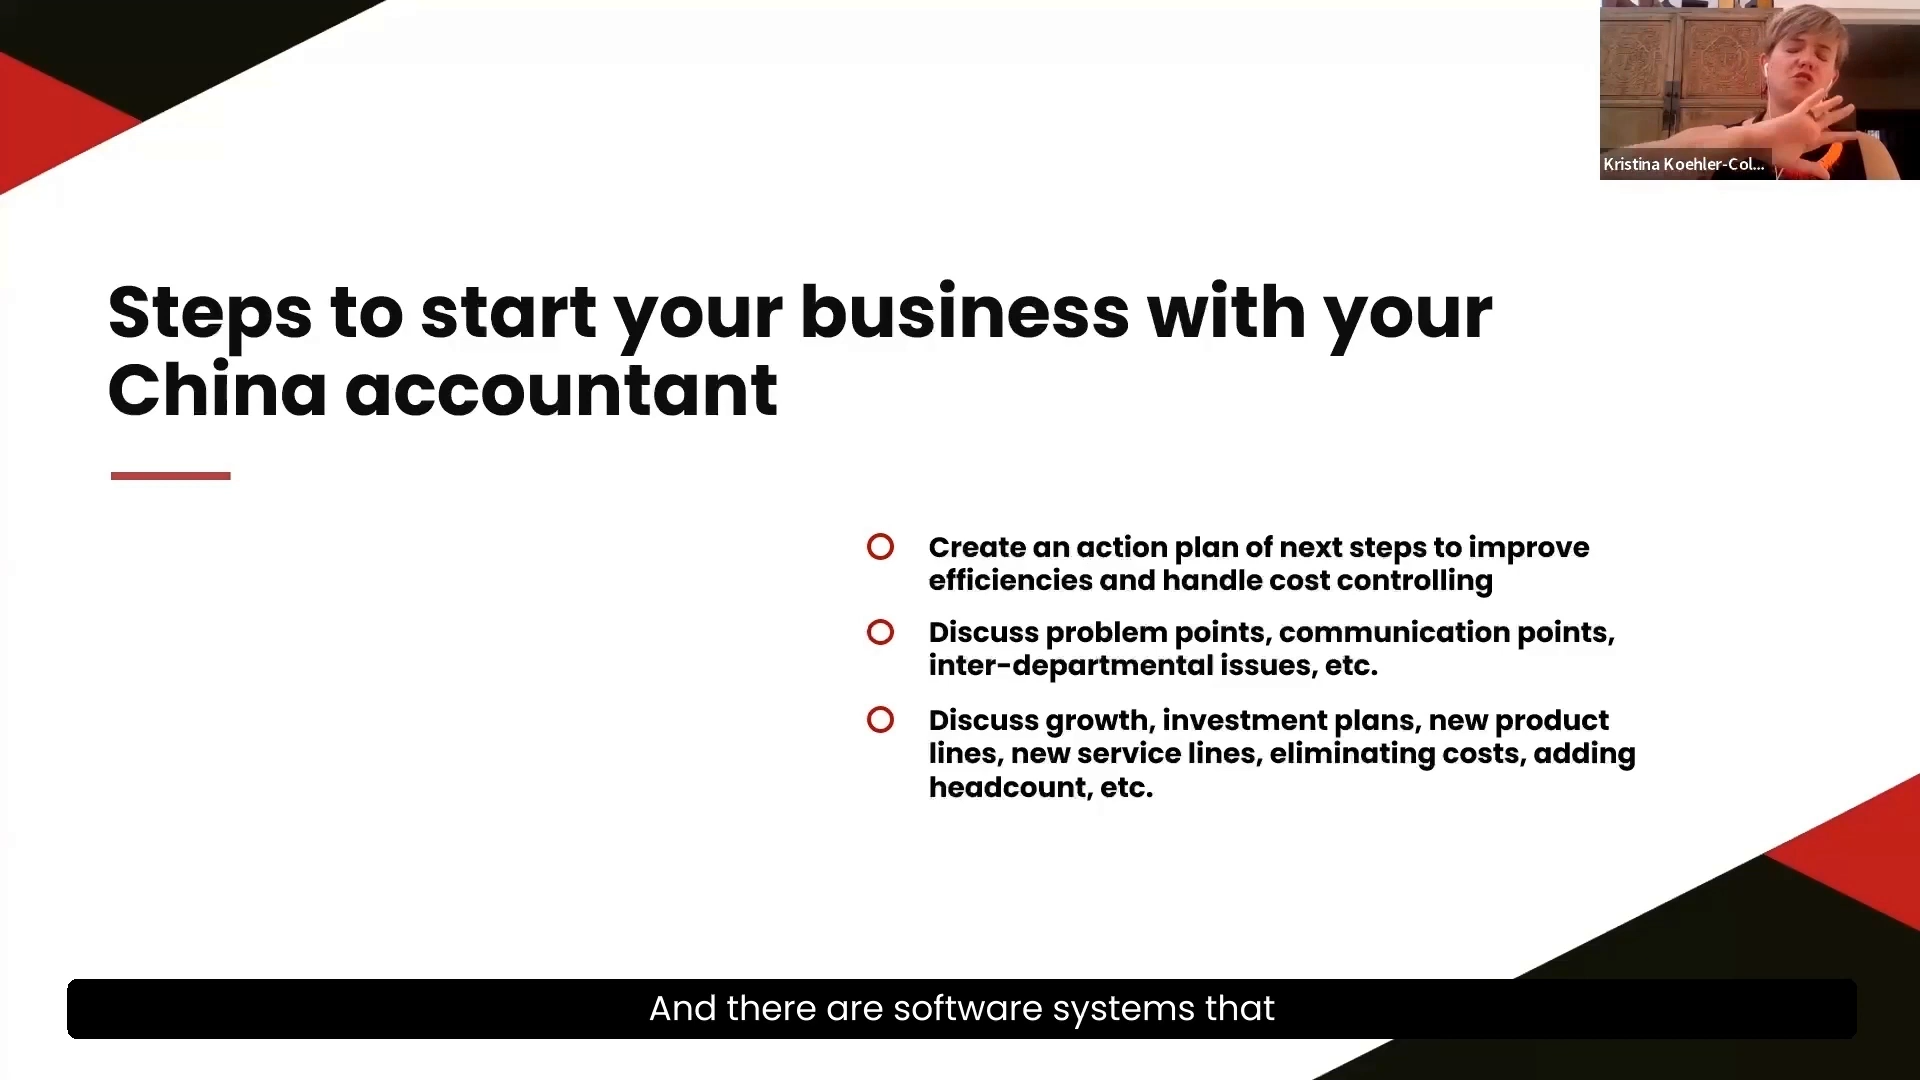 Kristina Koehler-Col...
Steps to start your business with your
China accountant
Create an action plan of next steps to improve
efficiencies and handle cost controlling
Discuss problem points, communication points,
inter-departmental issues, etc.
Discuss growth, investment plans, new product
lines, new service lines, eliminating costs, adding
headcount, etc.
And there are software systems that